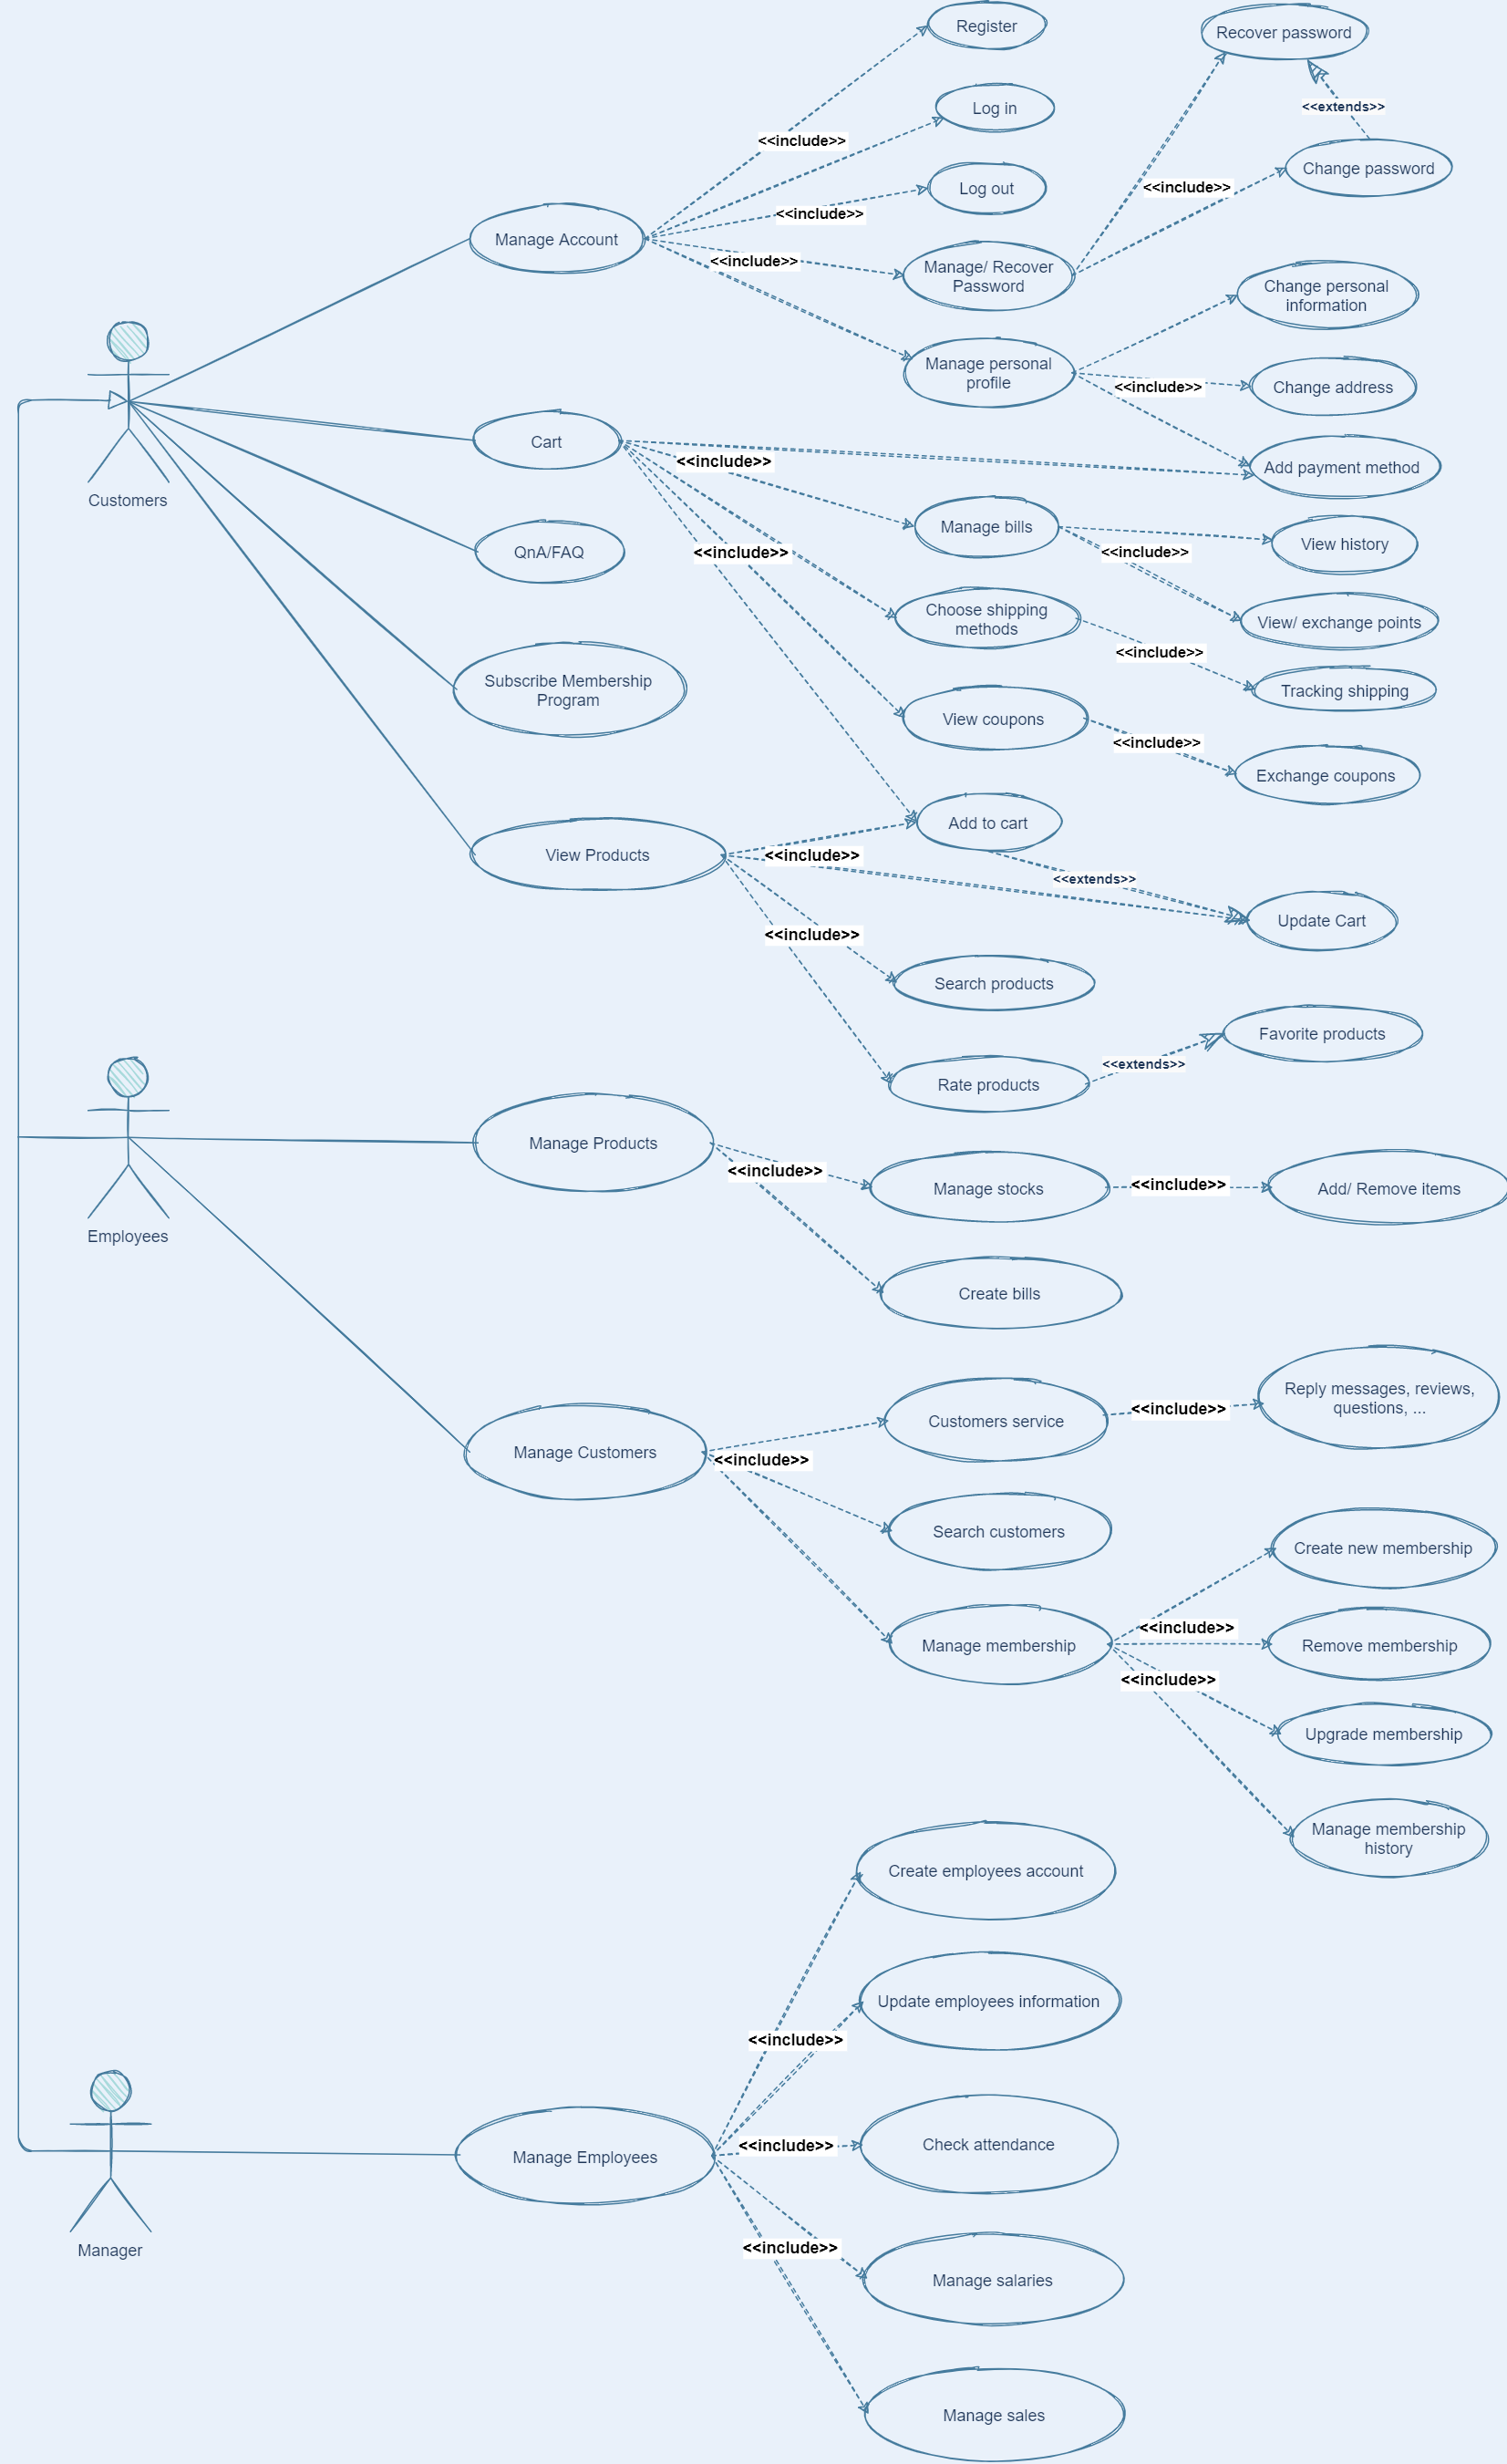 Register
Recover password
<<extends>>
Log in
<<include>>
Change password
Log out
<<include>>
<<include>>
Manage Account
<<include>>
Manage/ Recover
Password
Change personal
information
Manage personal
profile
<<include>>
Change address
Customers
Cart
<<include>>
Add payment method
Manage bills
<<include>>
View history
QnA/FAQ
<<include>>
Choose shipping
methods
View/ exchange points
<<include>>
Tracking shipping
Subscribe Membership
Program
View coupons
<<include>>
Exchange coupons
Add to cart
View Products
<<include>>
<<extends>>
Update Cart
<<include>>
Search products
Favorite products
<<extends>>
Rate products
Employees
Manage Products
<<include>>
Manage stocks
<<include>>
Add/ Remove items
Create bills
Customers service
<<include>>
Reply messages, reviews,
questions, ...
Manage Customers
<<include>>
Search customers
Create new membership
<<include>>
Manage membership
Remove membership
<<include>>
Upgrade membership
Manage membership
history
Create employees account
Update employees information
<<include>>
Manager
Manage Employees
<<include>>
Check attendance
<<include>>
Manage salaries
Manage sales